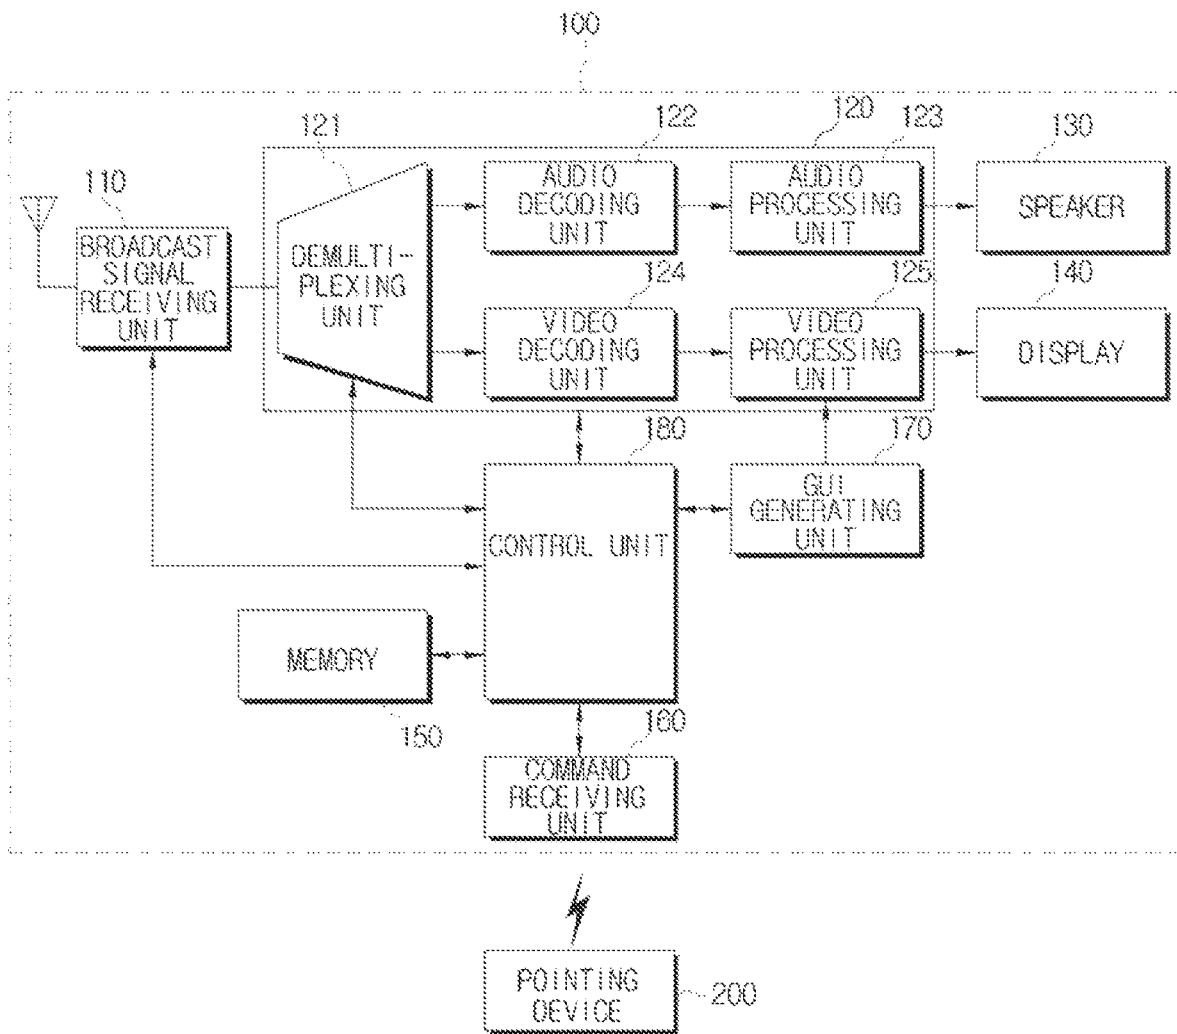 100
121
122
120
123
130
110
AUDIO
DECODING
UNIT
AUDIO
PROCESSING
UNIT
SPEAKER
BROADCAST
SIGNAL
RECEIVING
UNIT
DEMULTI-
PLEXING
UNIT
124
125
140
VIDEO
DECODING
UNIT
VIDEO
PROCESSING
UNIT
DISPLAY
180
170
CONTROL UNIT
GUI
GENERATING
UNIT
MEMORY
150
160
COMMAND
RECEIVING
UNIT
POINTING
DEVICE
200